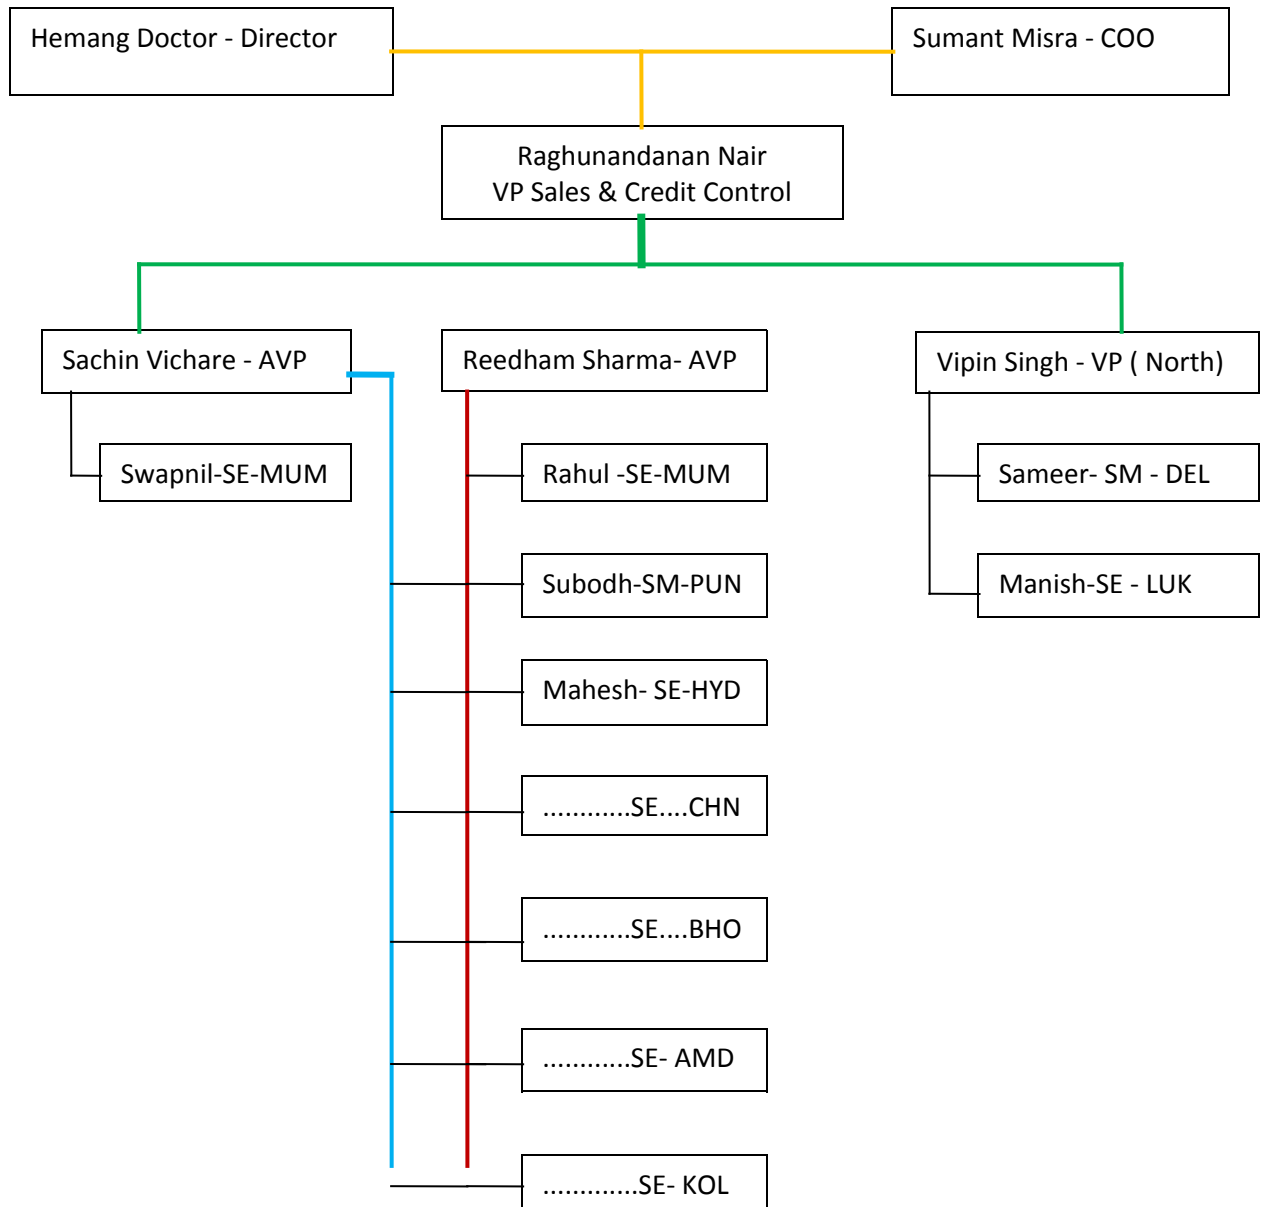 Hemang Doctor - Director
Sumant Misra - COO
Raghunandanan Nair
VP Sales & Credit Control
Sachin Vichare - AVP
Reedham Sharma- AVP
Vipin Singh - VP ( North)
Swapnil-SE-MUM
Rahul -SE-MUM
Sameer- SM - DEL
Subodh-SM-PUN
Manish-SE - LUK
Mahesh- SE-HYD
............SE....CHN
............SE....BHO
............SE- AMD
.............SE- KOL